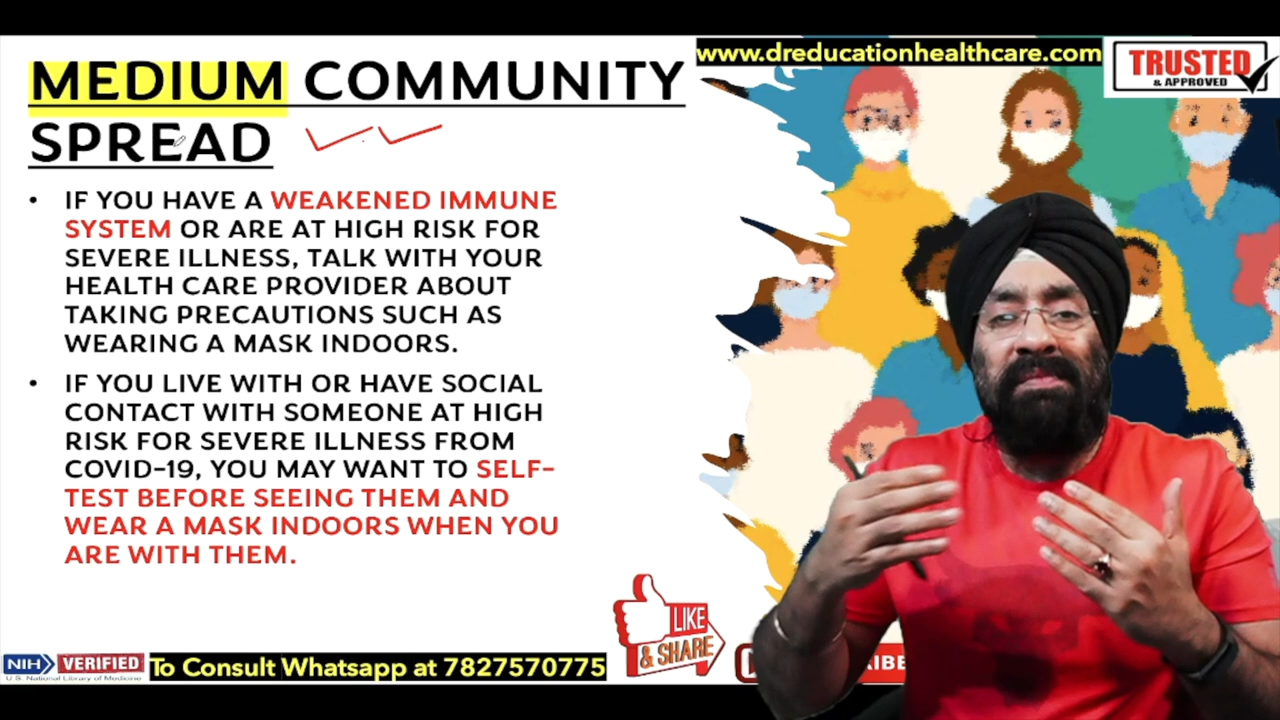 www.dreducationhealthcare.com
TRUSTED
& APPROVED
MEDIUM COMMUNITY
SPREAD
• IF YOU HAVE A WEAKENED IMMUNE
SYSTEM OR ARE AT HIGH RISK FOR
SEVERE ILLNESS, TALK WITH YOUR
HEALTH CARE PROVIDER ABOUT
TAKING PRECAUTIONS SUCH AS
WEARING A MASK INDOORS.
• IF YOU LIVE WITH OR HAVE SOCIAL
CONTACT WITH SOMEONE AT HIGH
RISK FOR SEVERE ILLNESS FROM
COVID-19, YOU MAY WANT TO SELF-
TEST BEFORE SEEING THEM AND
WEAR A MASK INDOORS WHEN YOU
ARE WITH THEM.
LIKE
& SHARE
NIH VERIFIED
U.S. National Library of Medicine
To Consult Whatsapp at 7827570775